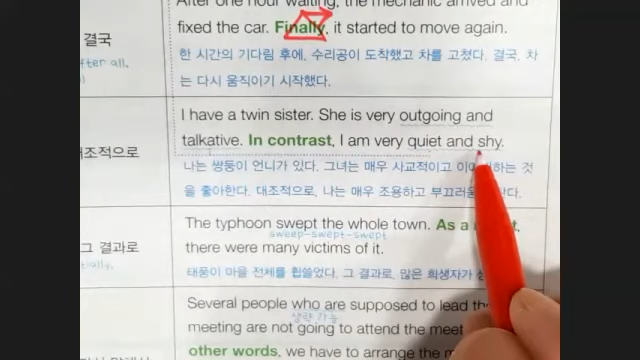 After one hour waiting, the mechanic arrived and
fixed the car. Finally, it started to move again.
결국
after all,
한 시간의 기다림 후에, 수리공이 도착했고 차를 고쳤다. 결국, 차
는 다시 움직이기 시작했다.
I have a twin sister. She is very outgoing and
talkative. In contrast, I am very quiet and shy.
대조적으로
나는 쌍둥이 언니가 있다. 그녀는 매우 사교적이고 하는 것
을 좋아한다. 대조적으로, 나는 매우 조용하고
The typhoon swept the whole town. As a
sweep-swept-swept
그 결과로
there were many victims of it.
태풍이 마을 전체를 휩쓸었다. 그 결과로, 많은 희생자가
Several people who are supposed to lead
생략 가능
meeting are not going to attend the meet
other words, we have to arrange the